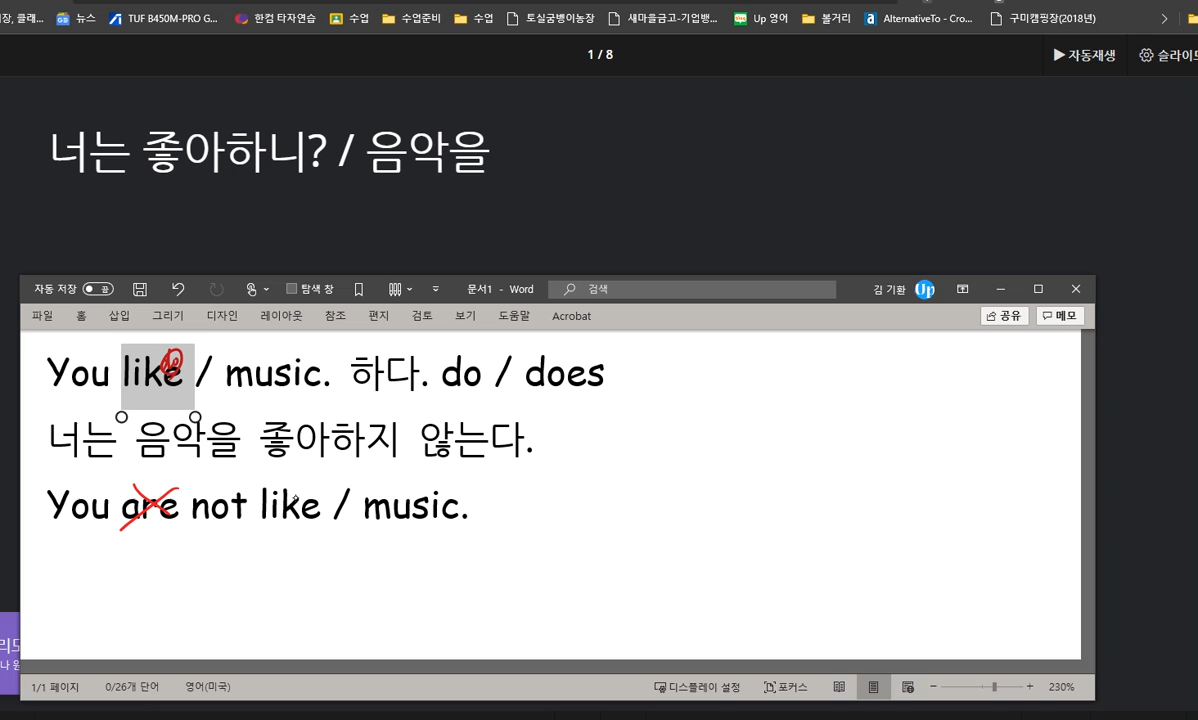 장, 클래... 뉴스 TUF B450M-PRO G... 한컴 타자연습 수업 수업준비 수업 토실굼벵이농장 새마을금고-기업뱅... Up 영어 볼거리 AlternativeTo - Cro... 구미캠핑장(2018년)
1 / 8 자동재생 슬라이드
너는 좋아하니? / 음악을
자동 저장 끔 탐색 창 문서1 - Word 검색 김 기환 Up
파일 홈 삽입 그리기 디자인 레이아웃 참조 편지 검토 보기 도움말 Acrobat 공유 메모
You like / music. 하다. do / does
do
너는 음악을 좋아하지 않는다.
You are not like / music.
1/1 페이지 0/26개 단어 영어(미국) 디스플레이 설정 포커스 230%